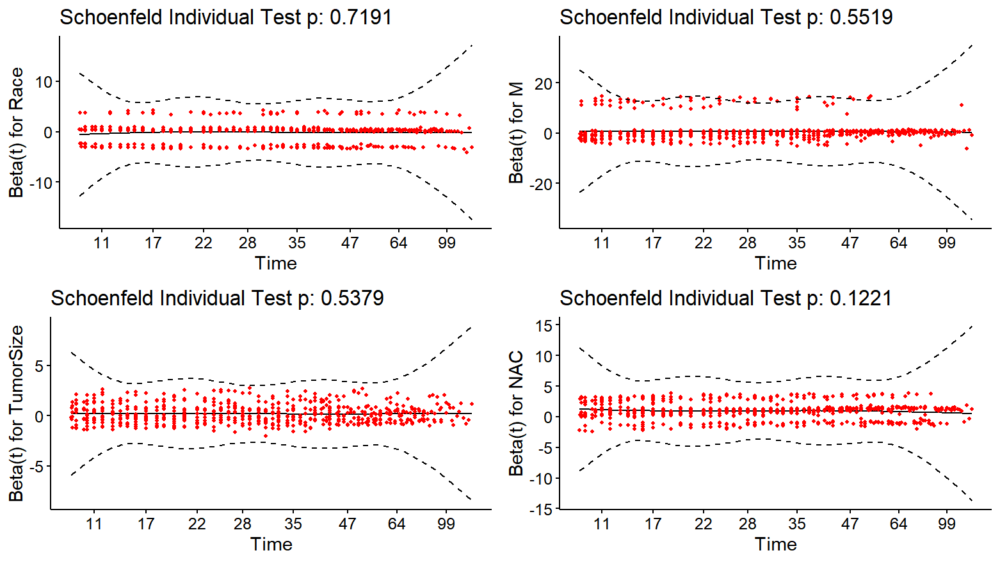 Schoenfeld Individual Test p: 0.7191
Beta(t) for Race
10
0
-10
11 17 22 28 35 47 64 99
Time
Schoenfeld Individual Test p: 0.5519
Beta(t) for M
20
0
-20
11 17 22 28 35 47 64 99
Time
Schoenfeld Individual Test p: 0.5379
Beta(t) for TumorSize
5
0
-5
11 17 22 28 35 47 64 99
Time
Schoenfeld Individual Test p: 0.1221
Beta(t) for NAC
15
10
5
0
-5
-10
-15
11 17 22 28 35 47 64 99
Time